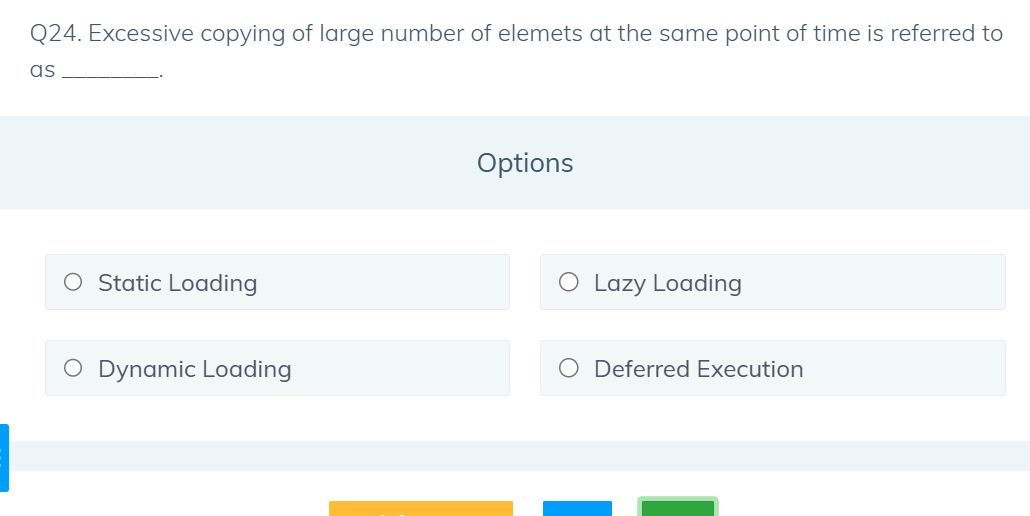 Q24. Excessive copying of large number of elemets at the same point of time is referred to
as ________.
Options
Static Loading
Lazy Loading
Dynamic Loading
Deferred Execution